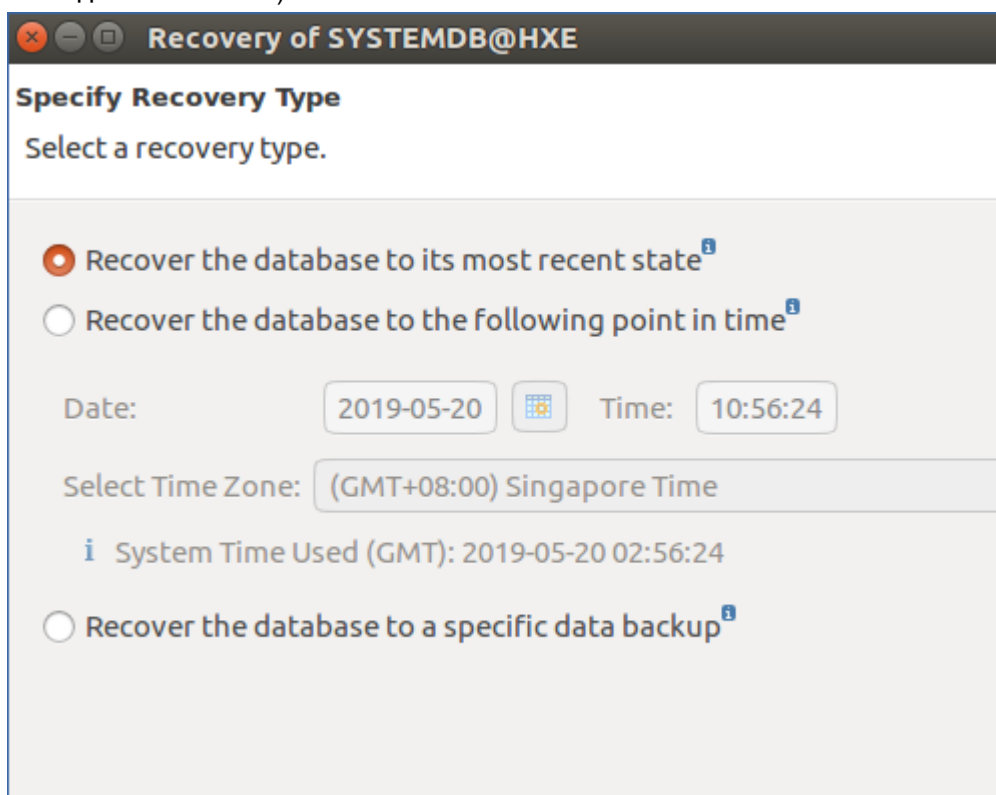 Recovery of SYSTEMDB@HXE
Specify Recovery Type
Select a recovery type.
Recover the database to its most recent state
Recover the database to the following point in time
Date: 2019-05-20 Time: 10:56:24
Select Time Zone: (GMT+08:00) Singapore Time
i System Time Used (GMT): 2019-05-20 02:56:24
Recover the database to a specific data backup